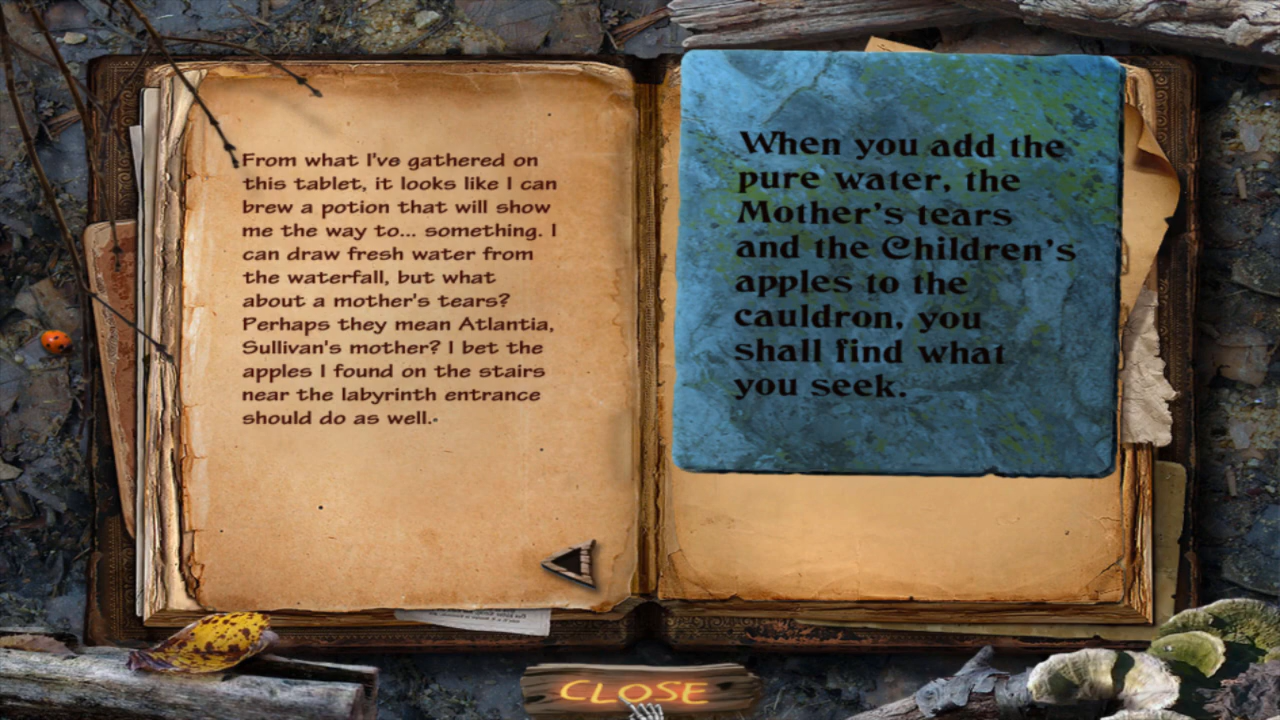 From what I've gathered on
this tablet, it looks like I can
brew a potion that will show
me the way to... something. I
can draw fresh water from
the waterfall, but what
about a mother's tears?
Perhaps they mean Atlantia,
Sullivan's mother? I bet the
apples I found on the stairs
near the labyrinth entrance
should do as well.
When you add the
pure water, the
Mother's tears
and the Children's
apples to the
cauldron, you
shall find what
you seek.
CLOSE